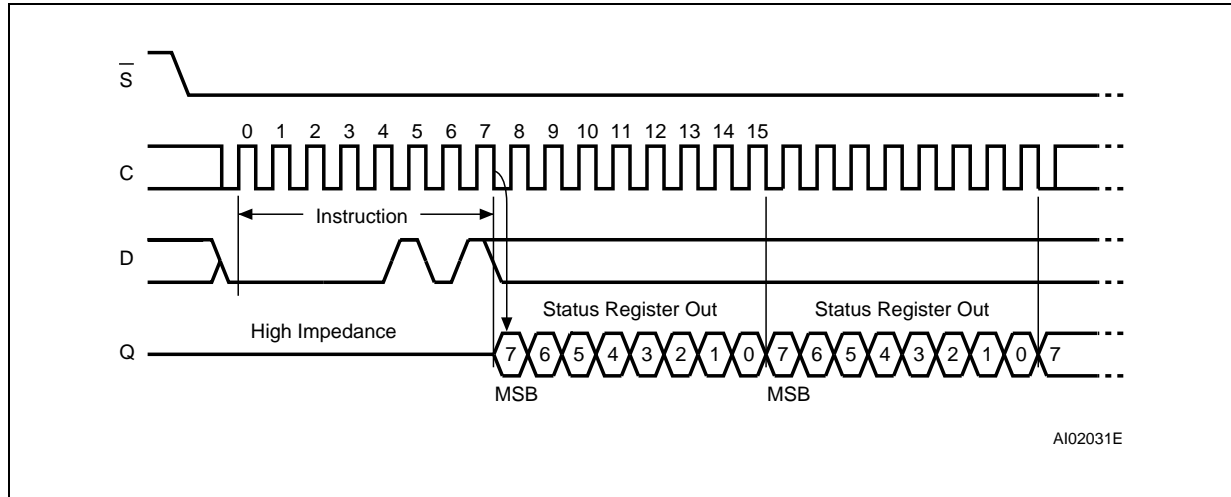 S
0 1 2 3 4 5 6 7 8 9 10 11 12 13 14 15
C
Instruction
D
Status Register Out Status Register Out
High Impedance
Q 7 6 5 4 3 2 1 0 7 6 5 4 3 2 1 0 7
MSB MSB
AI02031E